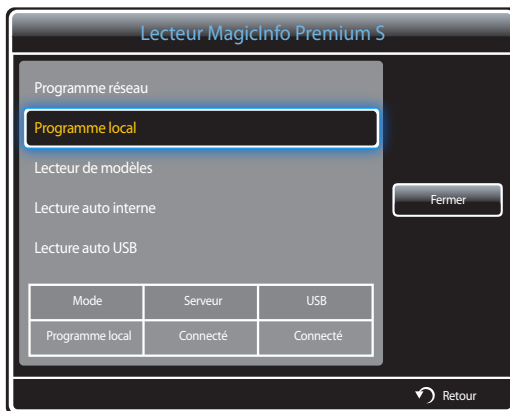 Lecteur MagicInfo Premium S
Programme réseau
Programme local
Lecteur de modèles
Lecture auto interne
Lecture auto USB
Fermer
Mode Serveur USB
Programme local Connecté Connecté
Retour